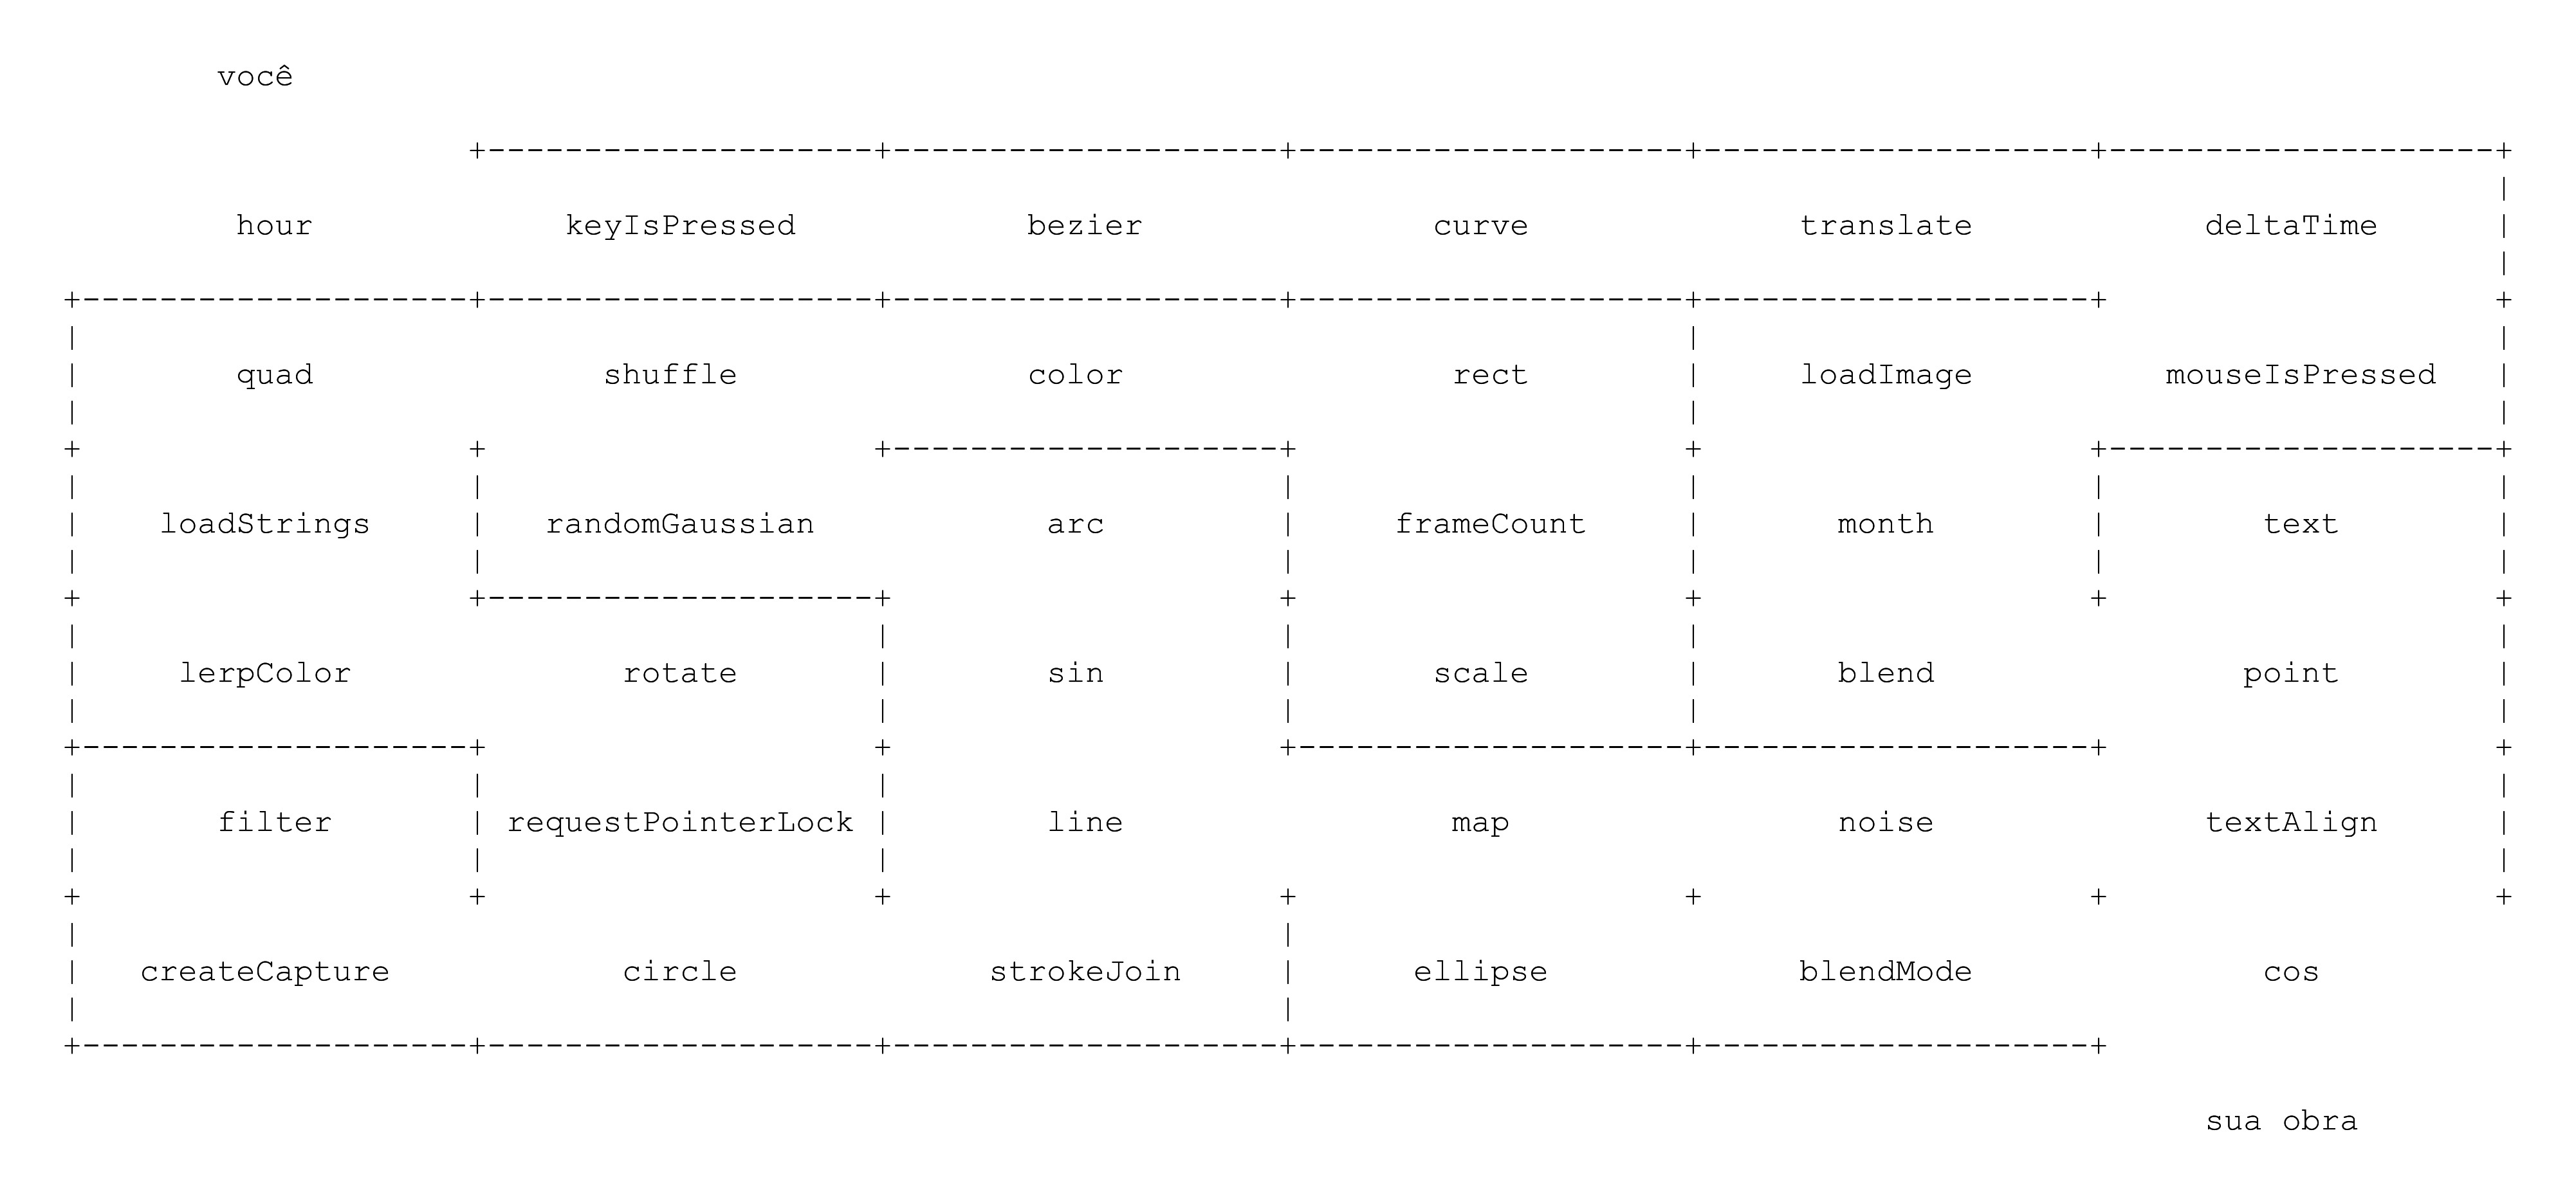 você
hour keyIsPressed bezier curve translate deltaTime
quad shuffle color rect loadImage mouseIsPressed
loadStrings randomGaussian arc frameCount month text
lerpColor rotate sin scale blend point
filter requestPointerLock line map noise textAlign
createCapture circle strokeJoin ellipse blendMode cos
sua obra